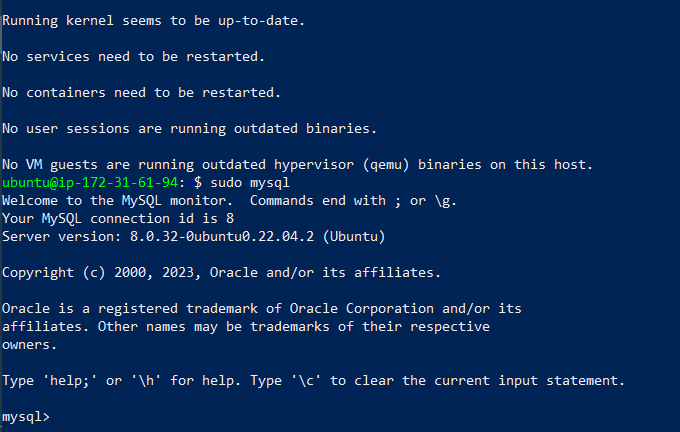 Running kernel seems to be up-to-date.
No services need to be restarted.
No containers need to be restarted.
No user sessions are running outdated binaries.
No VM guests are running outdated hypervisor (qemu) binaries on this host.
ubuntu@ip-172-31-61-94: $ sudo mysql
Welcome to the MySQL monitor.  Commands end with ; or \g.
Your MySQL connection id is 8
Server version: 8.0.32-0ubuntu0.22.04.2 (Ubuntu)
Copyright (c) 2000, 2023, Oracle and/or its affiliates.
Oracle is a registered trademark of Oracle Corporation and/or its
affiliates. Other names may be trademarks of their respective
owners.
Type 'help;' or '\h' for help. Type '\c' to clear the current input statement.
mysql>